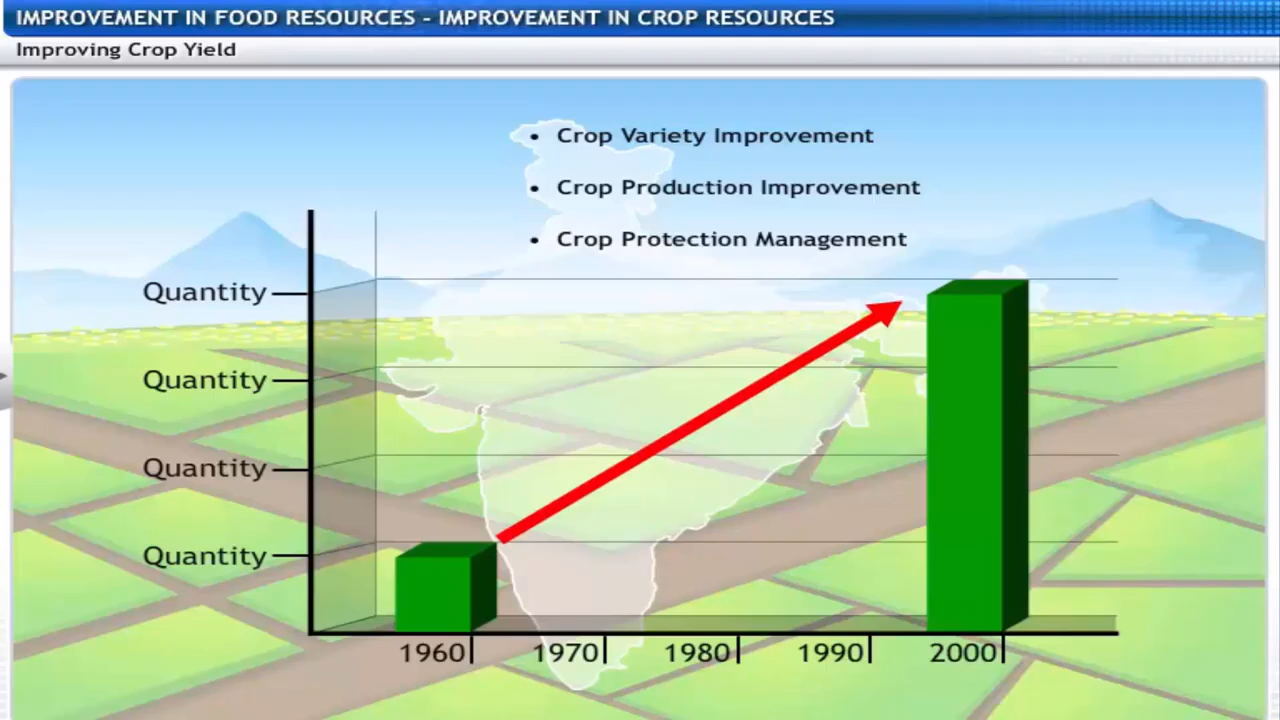 IMPROVEMENT IN FOOD RESOURCES - IMPROVEMENT IN CROP RESOURCES
Improving Crop Yield
• Crop Variety Improvement
• Crop Production Improvement
• Crop Protection Management
Quantity
Quantity
Quantity
Quantity
1960 1970 1980 1990 2000